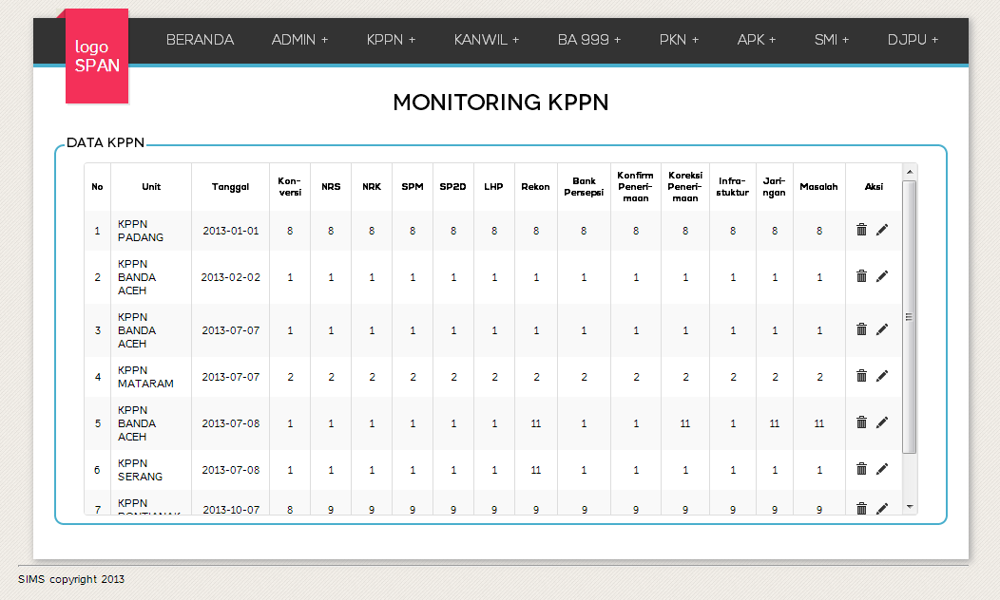 logo
SPAN
BERANDA ADMIN + KPPN + KANWIL + BA 999 + PKN + APK + SMI + DJPU +
MONITORING KPPN
DATA KPPN
No Unit Tanggal Kon-versi NRS NRK SPM SP2D LHP Rekon Bank Persepsi Konfirm Peneri-maan Koreksi Peneri-maan Infra-stuktur Jari-ngan Masalah Aksi
1 KPPN PADANG 2013-01-01 8 8 8 8 8 8 8 8 8 8 8 8 8
2 KPPN BANDA ACEH 2013-02-02 1 1 1 1 1 1 1 1 1 1 1 1 1
3 KPPN BANDA ACEH 2013-07-07 1 1 1 1 1 1 1 1 1 1 1 1 1
4 KPPN MATARAM 2013-07-07 2 2 2 2 2 2 2 2 2 2 2 2 2
5 KPPN BANDA ACEH 2013-07-08 1 1 1 1 1 1 11 1 1 11 1 11 11
6 KPPN SERANG 2013-07-08 1 1 1 1 1 1 11 1 1 1 1 1 1
7 KPPN PONTIANAK 2013-10-07 8 9 9 9 9 9 9 9 9 9 9 9 9
SIMS copyright 2013